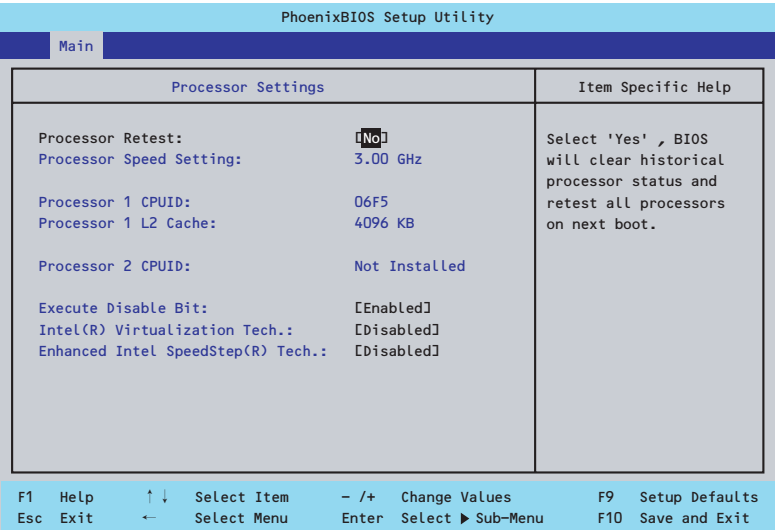 PhoenixBIOS Setup Utility
Main
Processor Settings
Item Specific Help
Processor Retest: [No]
Processor Speed Setting: 3.00 GHz
Processor 1 CPUID: 06F5
Processor 1 L2 Cache: 4096 KB
Processor 2 CPUID: Not Installed
Execute Disable Bit: [Enabled]
Intel(R) Virtualization Tech.: [Disabled]
Enhanced Intel SpeedStep(R) Tech.: [Disabled]
Select 'Yes' , BIOS
will clear historical
processor status and
retest all processors
on next boot.
F1 Help ↑↓ Select Item - /+ Change Values F9 Setup Defaults
Esc Exit ← Select Menu Enter Select ▶ Sub-Menu F10 Save and Exit